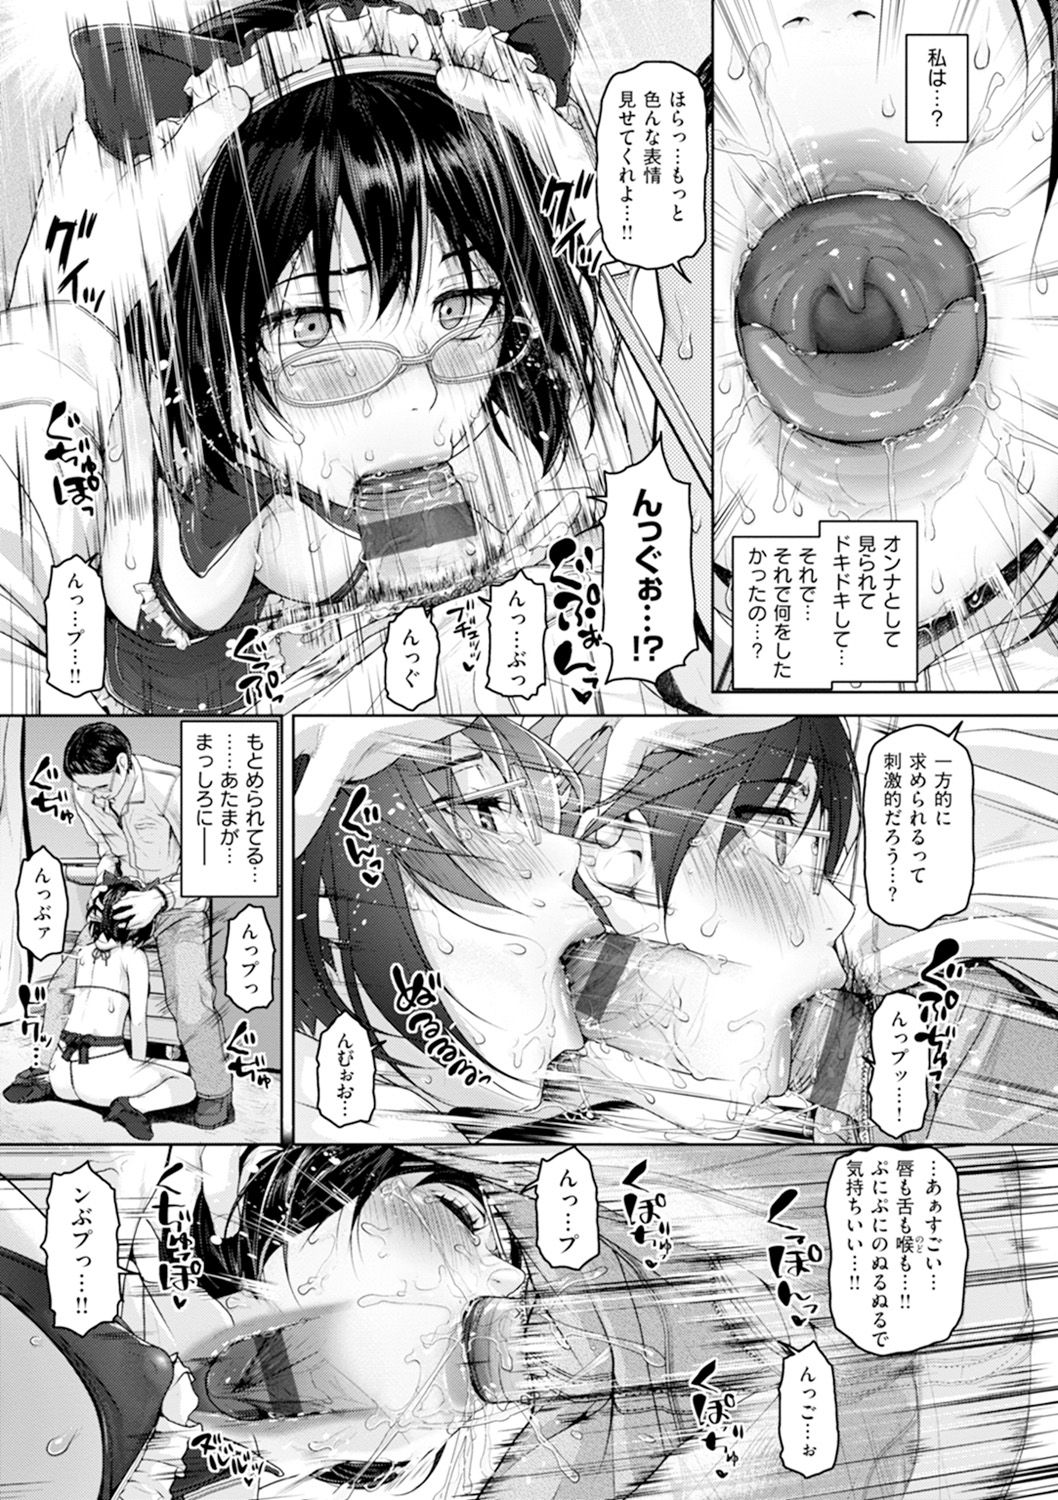 私は…?
オンナとして
見られて
ドキドキして…
それで…
それで何をした
かったの…?
ほらっ…もっと
色んな表情
見せてくれよ…!!
グイッ
グイッ
んっぐぉ…!?
んっ…ぶっ
んっぐ
んっ…プ…!!
一方的に
求められるって
刺激的だろう…?
んっプッ…!
んむぉぉ…
もとめられてる…
……あたまが…
まっしろに――
んっプっ
んっぶァ
…あぁすごい…
唇も舌も喉も…!!
のど
ぷにぷにのぬるぬるで
気持ちいい…!!
んっ…プ
んっご…ぉ
ンぶプっ…!!